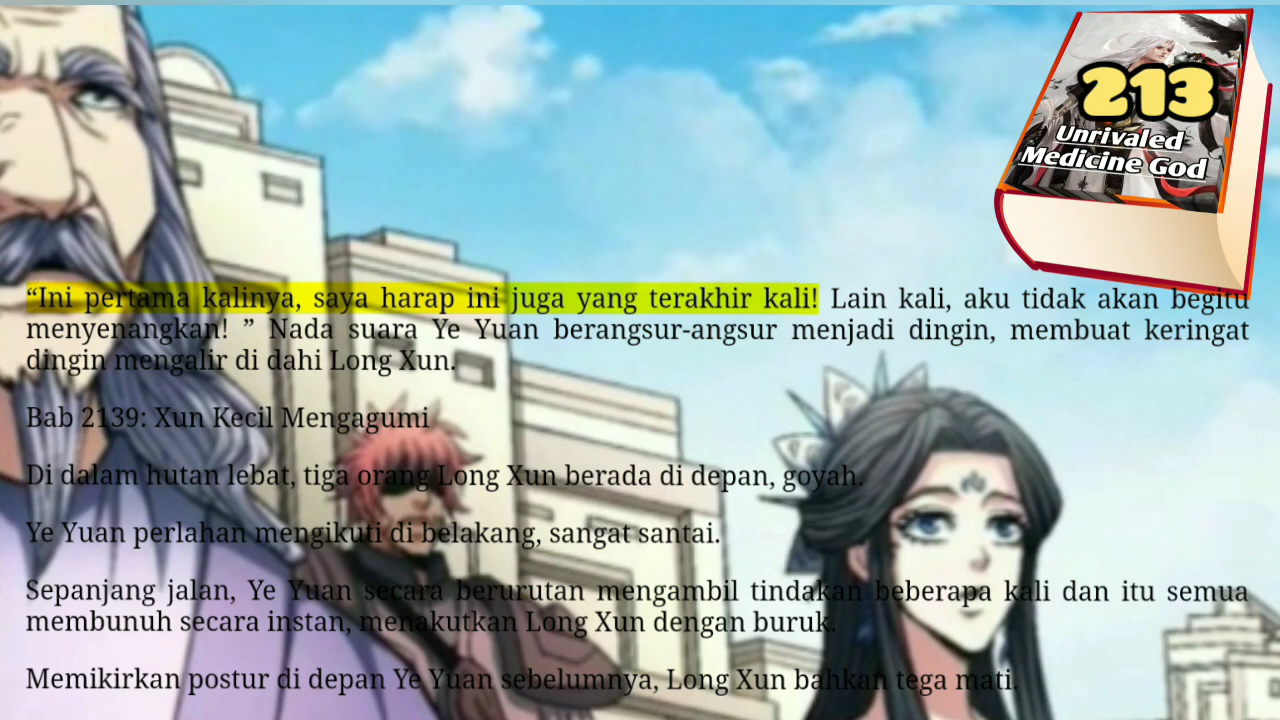 213
Unrivaled
Medicine God
“Ini pertama kalinya, saya harap ini juga yang terakhir kali! Lain kali, aku tidak akan begitu
menyenangkan! ” Nada suara Ye Yuan berangsur-angsur menjadi dingin, membuat keringat
dingin mengalir di dahi Long Xun.
Bab 2139: Xun Kecil Mengagumi
Di dalam hutan lebat, tiga orang Long Xun berada di depan, goyah.
Ye Yuan perlahan mengikuti di belakang, sangat santai.
Sepanjang jalan, Ye Yuan secara berurutan mengambil tindakan beberapa kali dan itu semua
membunuh secara instan, menakutkan Long Xun dengan buruk.
Memikirkan postur di depan Ye Yuan sebelumnya, Long Xun bahkan tega mati.